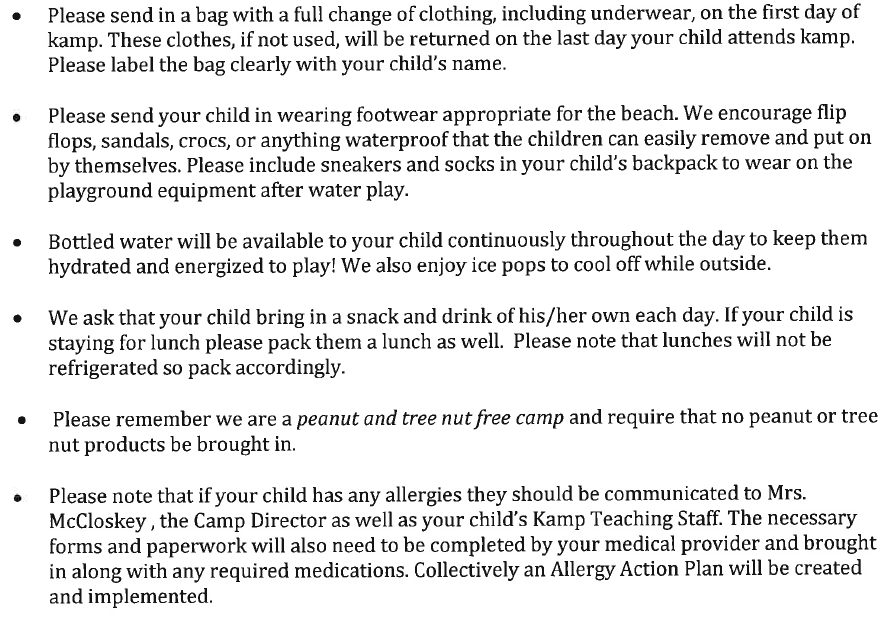 • Please send in a bag with a full change of clothing, including underwear, on the first day of
kamp. These clothes, if not used, will be returned on the last day your child attends kamp.
Please label the bag clearly with your child's name.
• Please send your child in wearing footwear appropriate for the beach. We encourage flip
flops, sandals, crocs, or anything waterproof that the children can easily remove and put on
by themselves. Please include sneakers and socks in your child's backpack to wear on the
playground equipment after water play.
• Bottled water will be available to your child continuously throughout the day to keep them
hydrated and energized to play! We also enjoy ice pops to cool off while outside.
• We ask that your child bring in a snack and drink of his/her own each day. If your child is
staying for lunch please pack them a lunch as well. Please note that lunches will not be
refrigerated so pack accordingly.
• Please remember we are a peanut and tree nut free camp and require that no peanut or tree
nut products be brought in.
• Please note that if your child has any allergies they should be communicated to Mrs.
McCloskey , the Camp Director as well as your child's Kamp Teaching Staff. The necessary
forms and paperwork will also need to be completed by your medical provider and brought
in along with any required medications. Collectively an Allergy Action Plan will be created
and implemented.